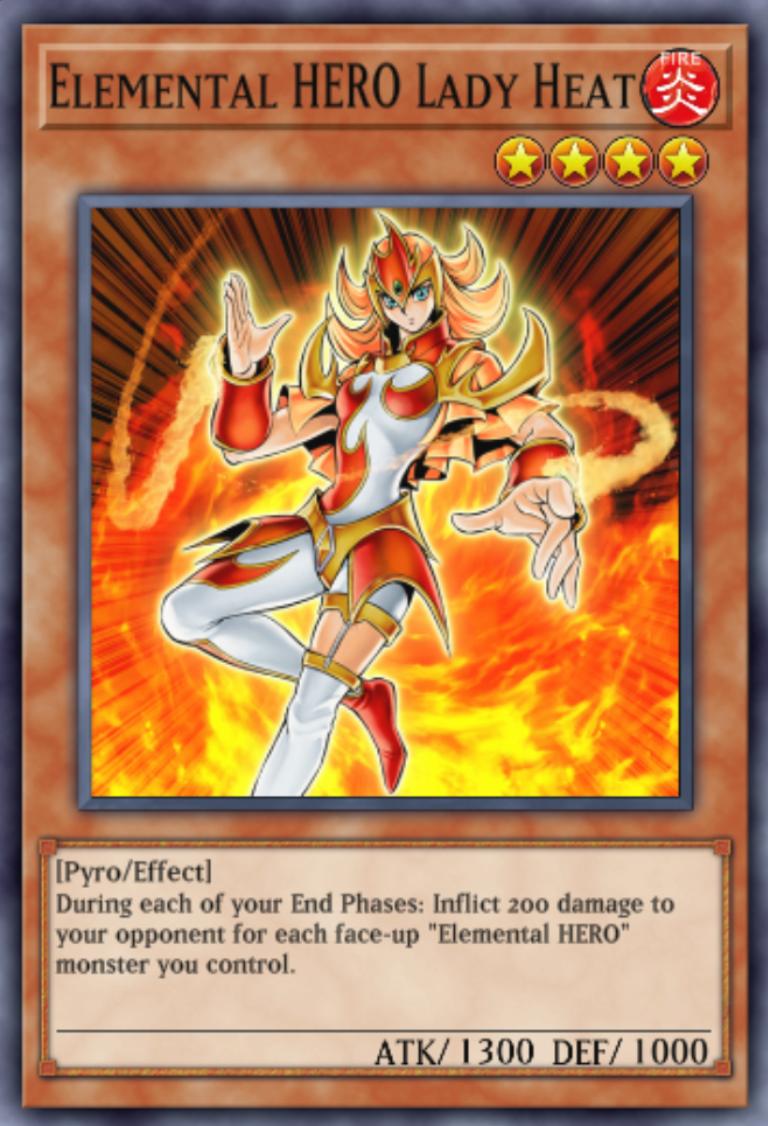 ELEMENTAL HERO LADY HEAT
FIRE
炎
[Pyro/Effect]
During each of your End Phases: Inflict 200 damage to
your opponent for each face-up "Elemental HERO"
monster you control.
ATK/ 1300 DEF/ 1000